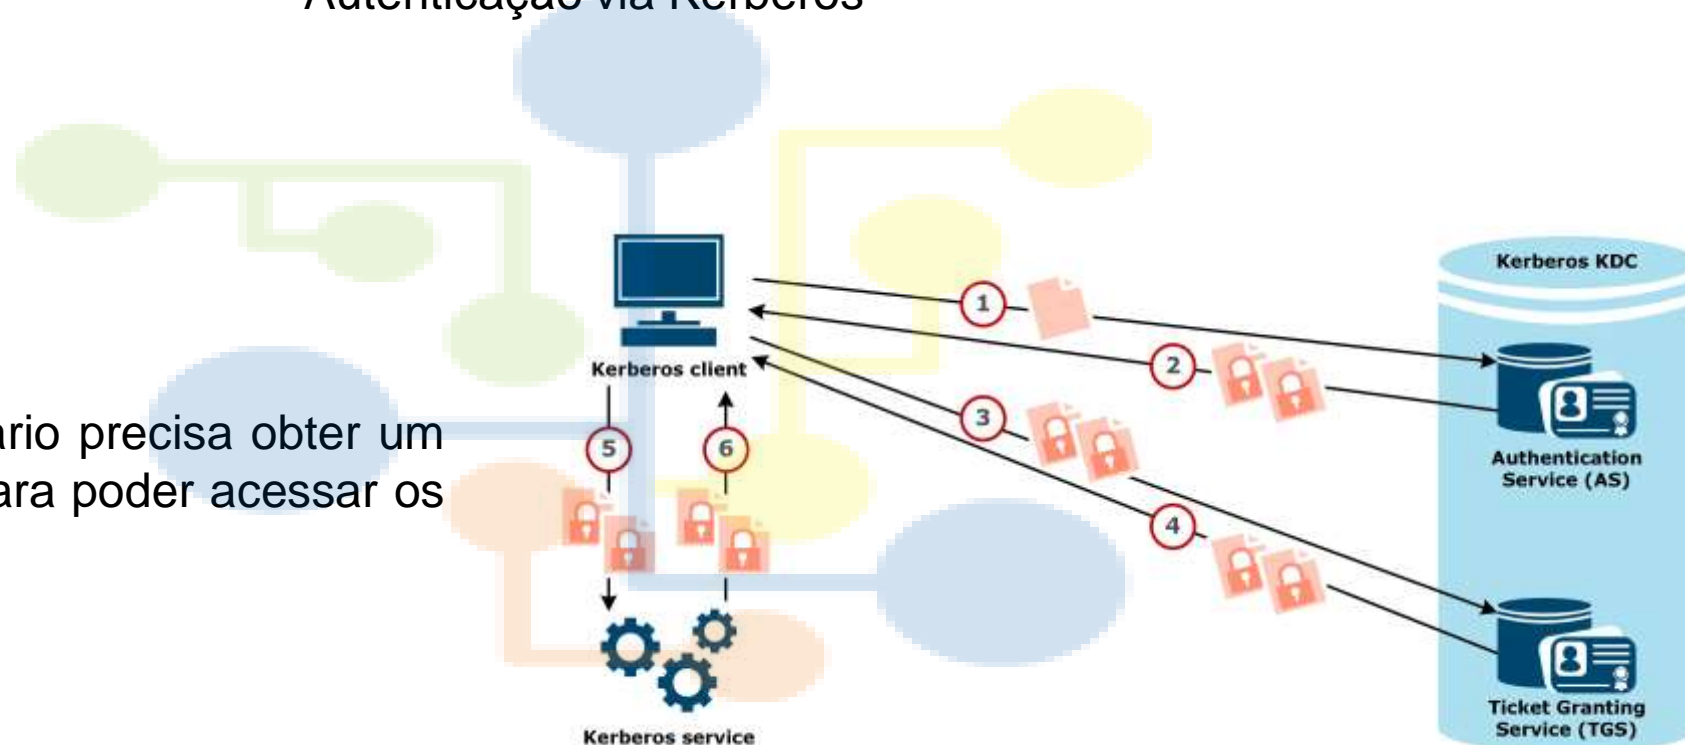 Autenticação via Kerberos
Kerberos KDC
1
2
Kerberos client
3
ario precisa obter um
5
6
Authentication
Service (AS)
ara poder acessar os
4
Ticket Granting
Service (TGS)
Kerberos service